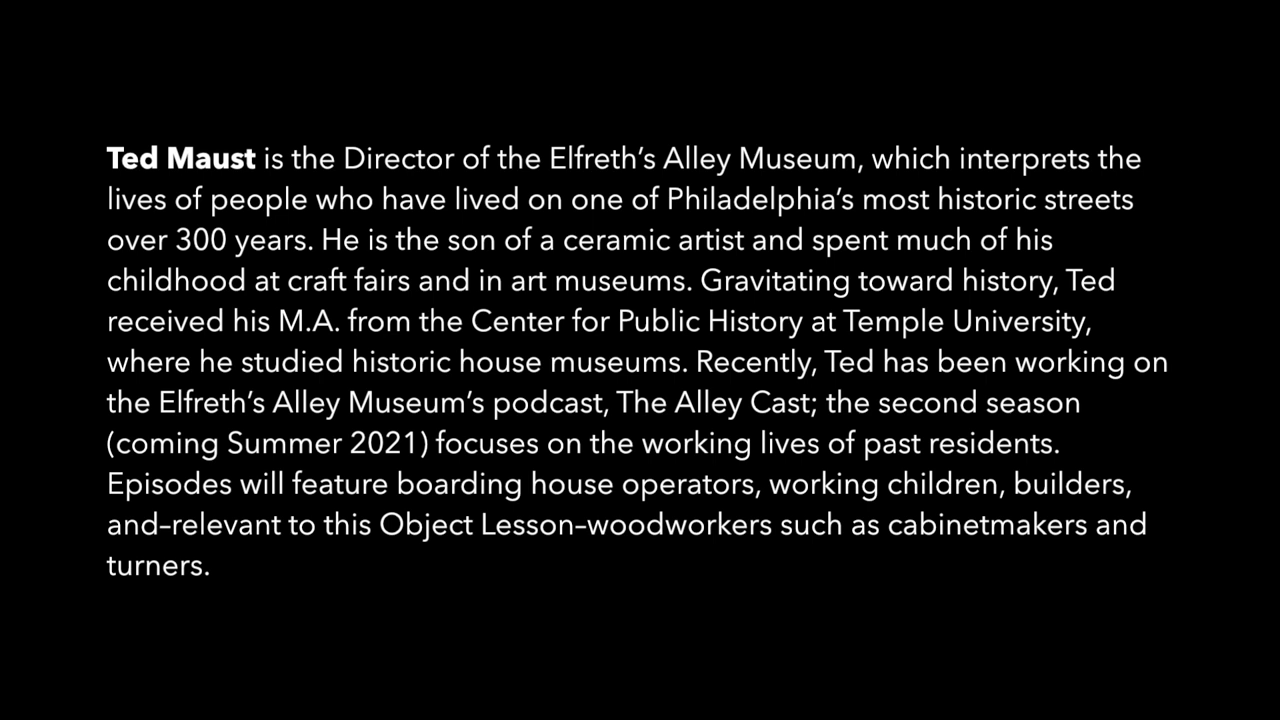 Ted Maust is the Director of the Elfreth’s Alley Museum, which interprets the
lives of people who have lived on one of Philadelphia’s most historic streets
over 300 years. He is the son of a ceramic artist and spent much of his
childhood at craft fairs and in art museums. Gravitating toward history, Ted
received his M.A. from the Center for Public History at Temple University,
where he studied historic house museums. Recently, Ted has been working on
the Elfreth’s Alley Museum’s podcast, The Alley Cast; the second season
(coming Summer 2021) focuses on the working lives of past residents.
Episodes will feature boarding house operators, working children, builders,
and–relevant to this Object Lesson–woodworkers such as cabinetmakers and
turners.